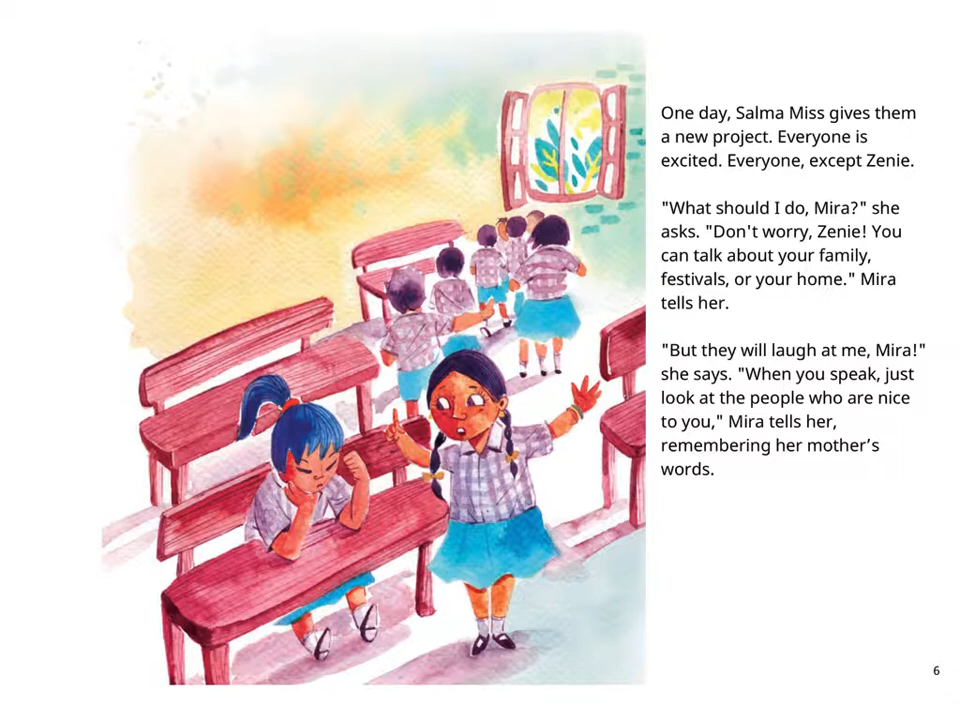 One day, Salma Miss gives them
a new project. Everyone is
excited. Everyone, except Zenie.
"What should I do, Mira?" she
asks. "Don't worry, Zenie! You
can talk about your family,
festivals, or your home." Mira
tells her.
"But they will laugh at me, Mira!"
she says. "When you speak, just
look at the people who are nice
to you," Mira tells her,
remembering her mother’s
words.
6